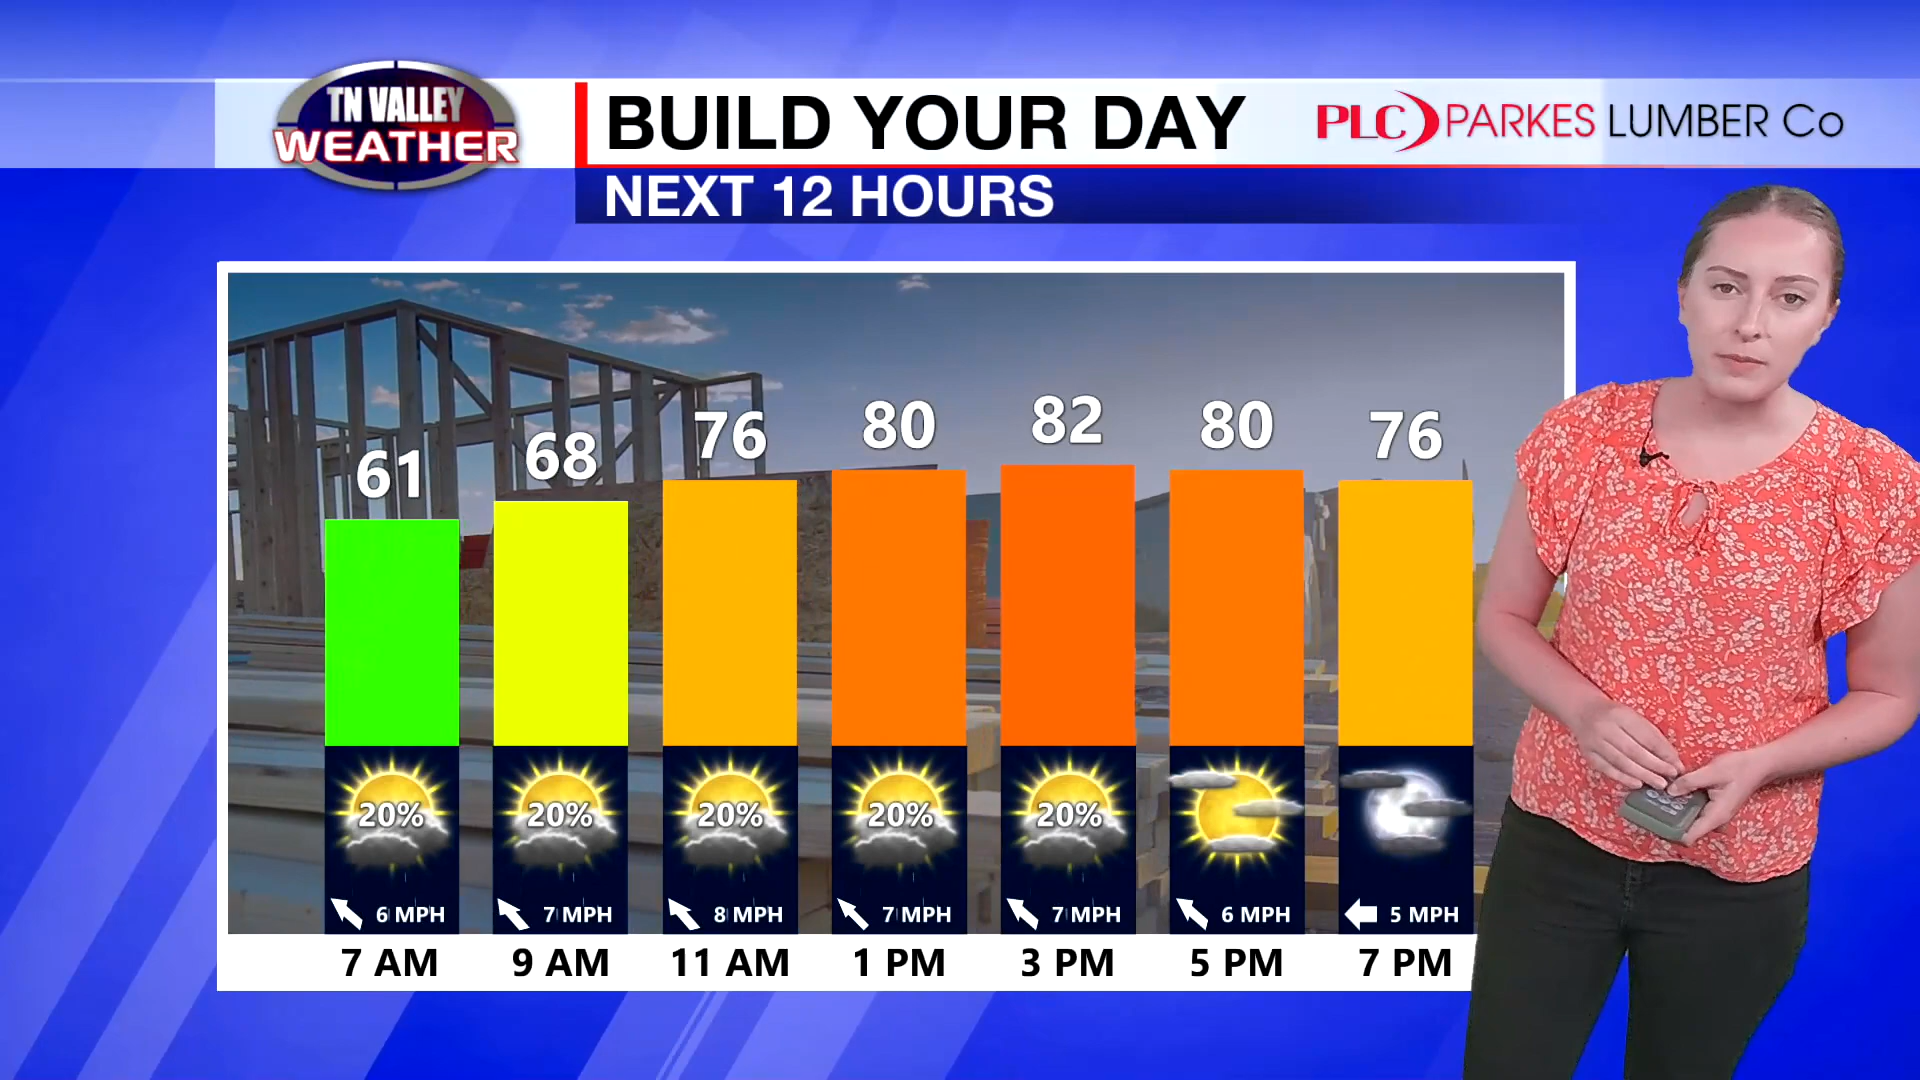 TN VALLEY
WEATHER
BUILD YOUR DAY
PLC PARKES LUMBER Co
NEXT 12 HOURS
61 68 76 80 82 80 76
20% 20% 20% 20% 20%
6 MPH 7 MPH 8 MPH 7 MPH 7 MPH 6 MPH 5 MPH
7 AM 9 AM 11 AM 1 PM 3 PM 5 PM 7 PM